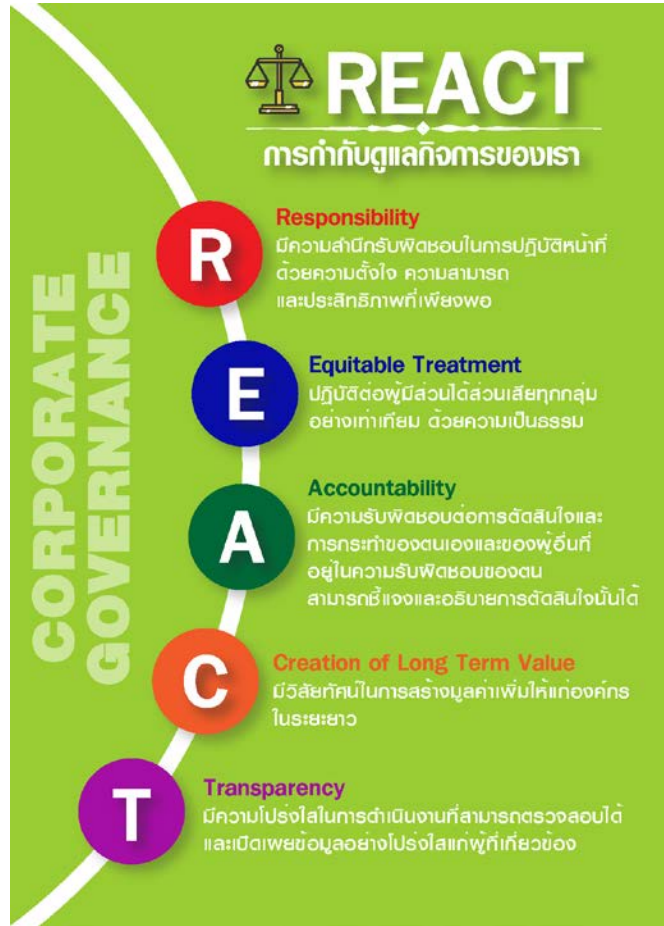 REACT
การกำกับดูแลกิจการของเรา
CORPORATE
GOVERNANCE
R
Responsibility
มีความสำนึกรับผิดชอบในการปฏิบัติหน้าที่
ด้วยความตั้งใจ ความสามารถ
และประสิทธิภาพที่เพียงพอ
E
Equitable Treatment
ปฏิบัติต่อผู้มีส่วนได้ส่วนเสียทุกกลุ่ม
อย่างเท่าเทียม ด้วยความเป็นธรรม
A
Accountability
มีความรับผิดชอบต่อการตัดสินใจและ
การกระทำของตนเองและของผู้อื่นที่
อยู่ในความรับผิดชอบของตน
สามารถชี้แจงและอธิบายการตัดสินใจนั้นได้
C
Creation of Long Term Value
มีวิสัยทัศน์ในการสร้างมูลค่าเพิ่มให้แก่องค์กร
ในระยะยาว
T
Transparency
มีความโปร่งใสในการดำเนินงานที่สามารถตรวจสอบได้
และเปิดเผยข้อมูลอย่างโปร่งใสแก่ผู้ที่เกี่ยวข้อง